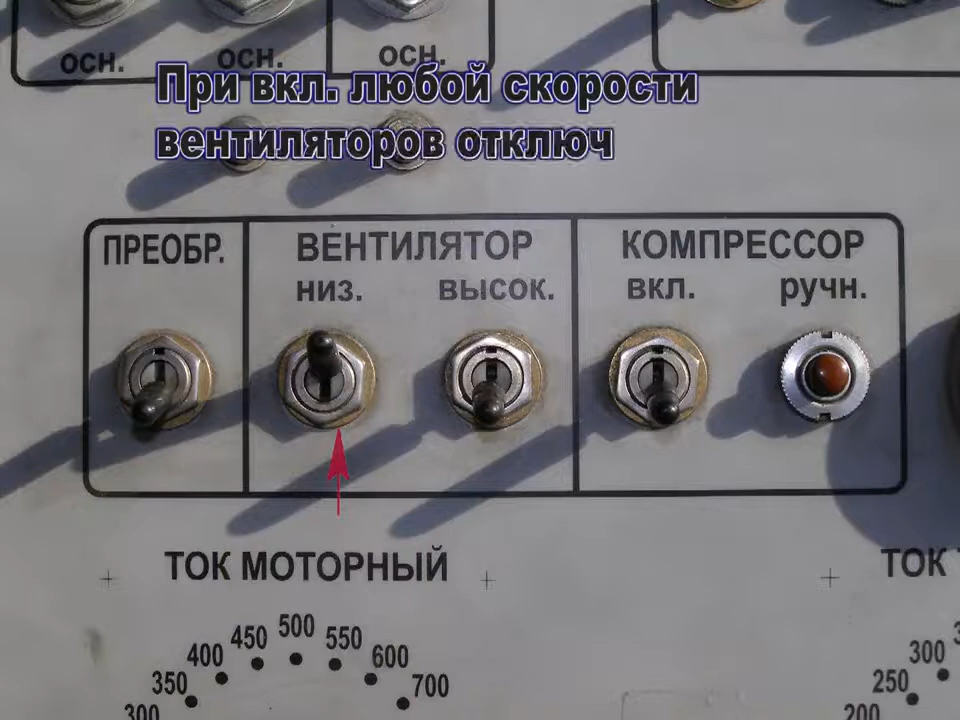 ОСН. ОСН. ОСН.
При вкл. любой скорости
вентиляторов отключ
ПРЕОБР. ВЕНТИЛЯТОР КОМПРЕССОР
низ. высок. вкл. ручн.
ТОК МОТОРНЫЙ ТОК
500
450 550
400 600 300
350 700 250
300 200